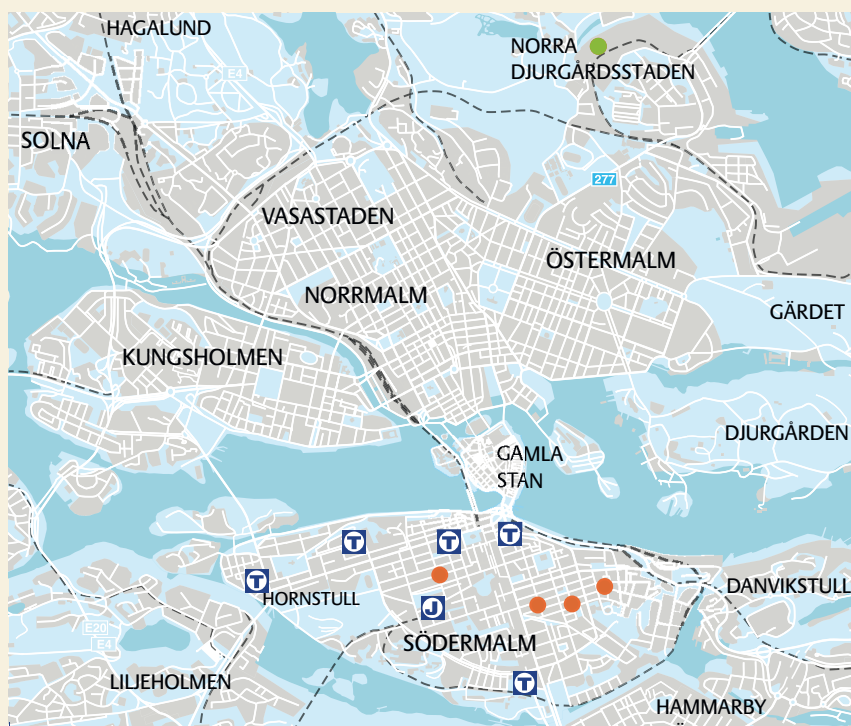 HAGALUND
NORRA
DJURGÅRDSSTADEN
E4
SOLNA
277
VASASTADEN
ÖSTERMALM
NORRMALM
GÄRDET
KUNGSHOLMEN
DJURGÅRDEN
GAMLA
STAN
T
T
T
T
HORNSTULL
DANVIKSTULL
J
SÖDERMALM
E20
E4
LILJEHOLMEN
T
HAMMARBY